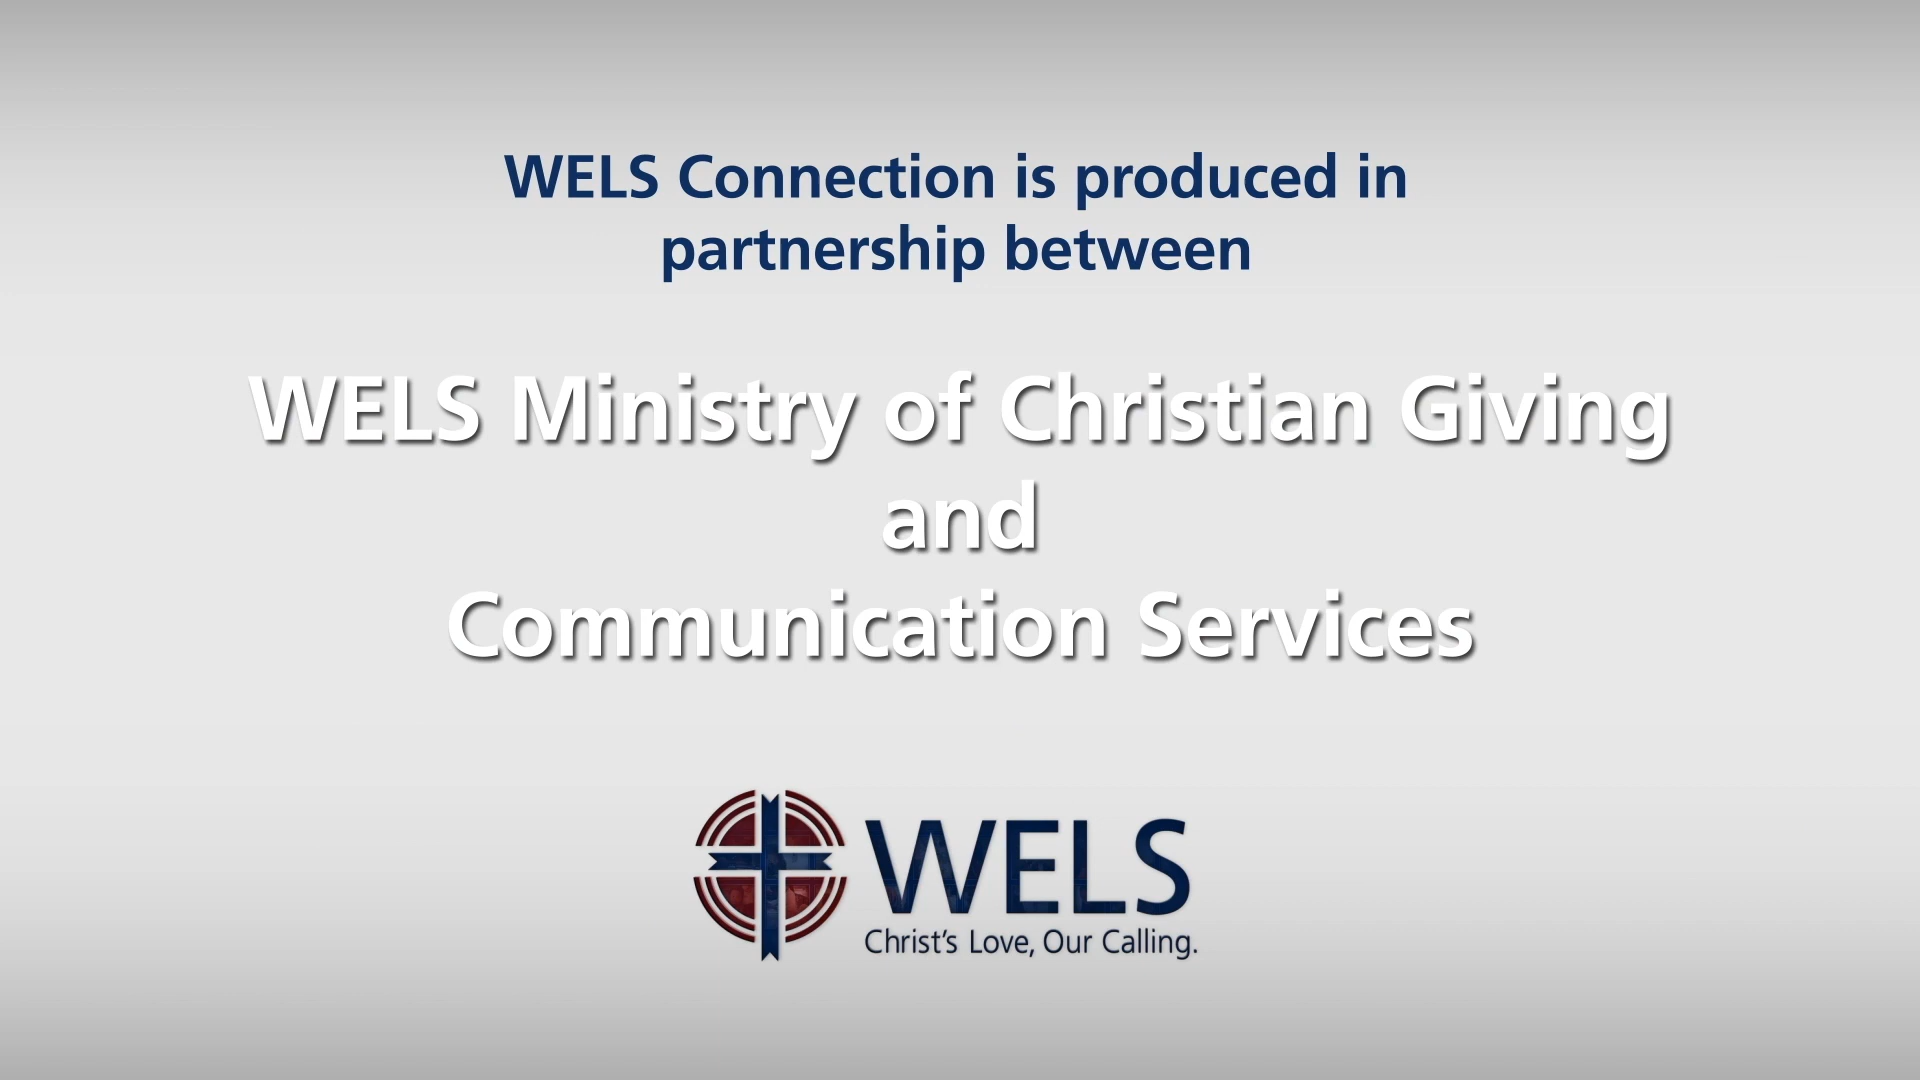 WELS Connection is produced in
partnership between
WELS Ministry of Christian Giving
and
Communication Services
WELS
Christ's Love, Our Calling.